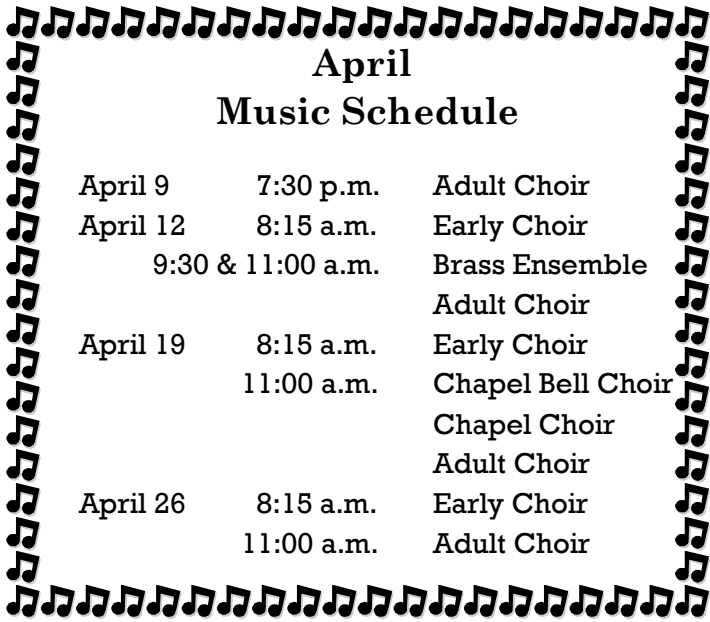 April
Music Schedule
April 9 7:30 p.m. Adult Choir
April 12 8:15 a.m. Early Choir
9:30 & 11:00 a.m. Brass Ensemble
Adult Choir
April 19 8:15 a.m. Early Choir
11:00 a.m. Chapel Bell Choir
Chapel Choir
Adult Choir
April 26 8:15 a.m. Early Choir
11:00 a.m. Adult Choir